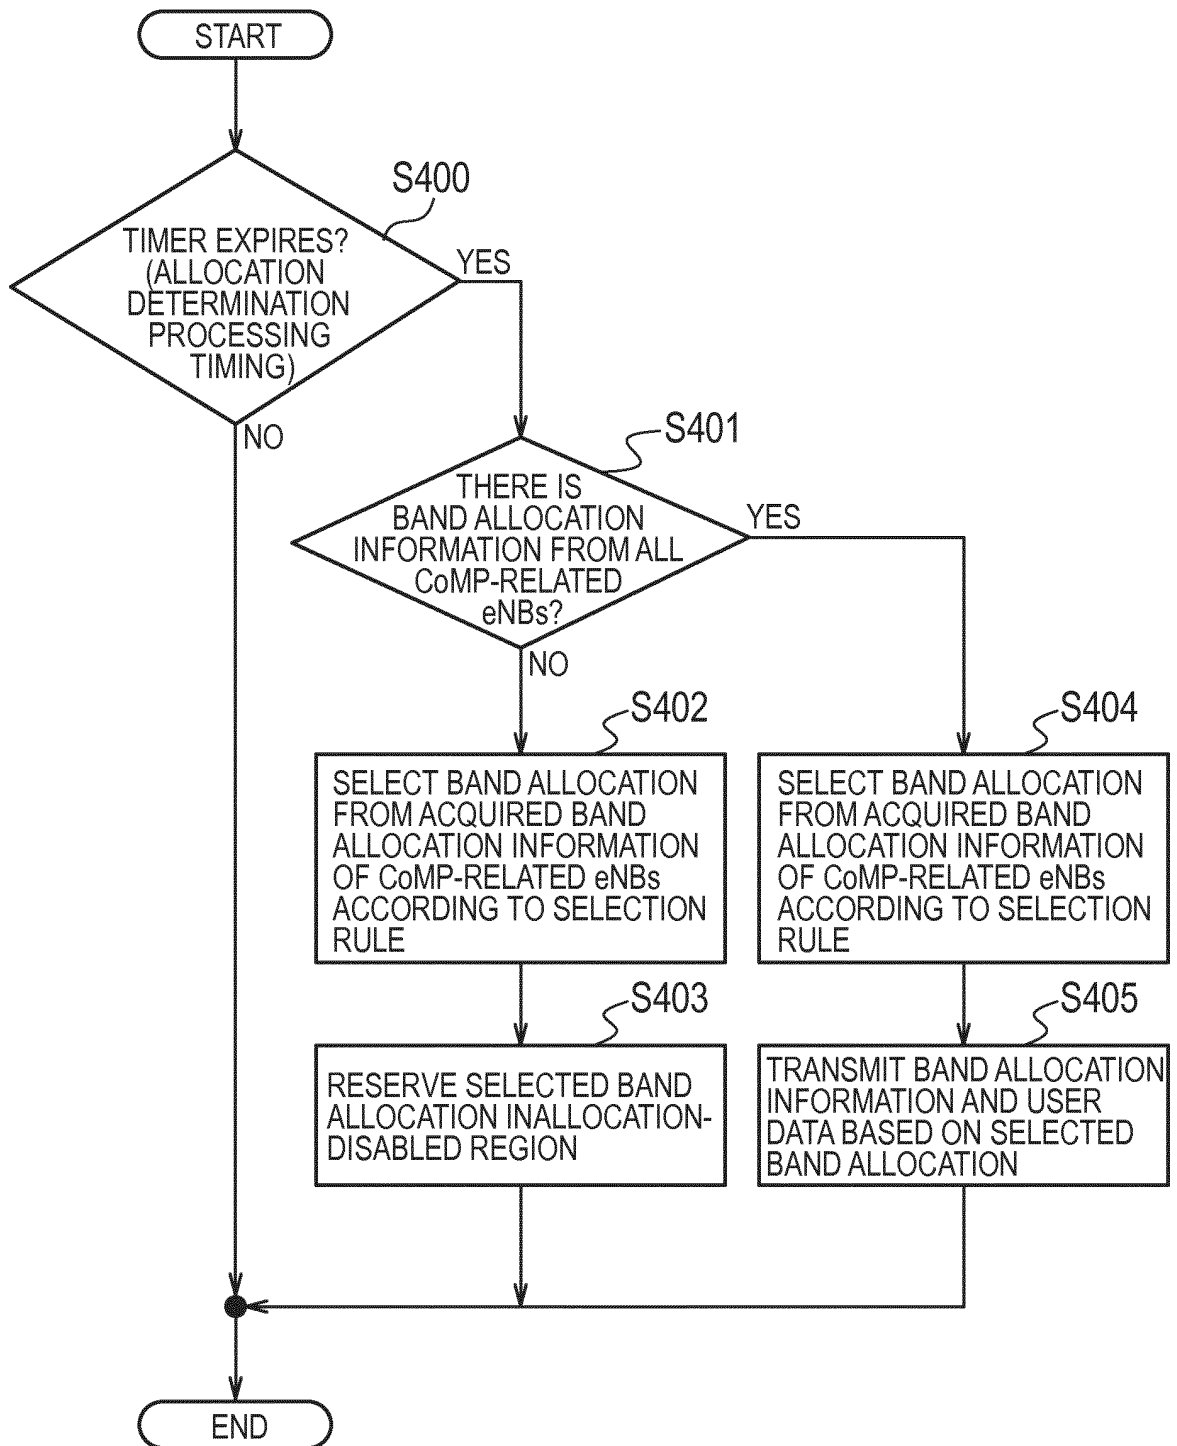 START
S400
TIMER EXPIRES?
(ALLOCATION
DETERMINATION
PROCESSING
TIMING)
YES
NO
S401
THERE IS
BAND ALLOCATION
INFORMATION FROM ALL
CoMP-RELATED
eNBs?
YES
NO
S402
SELECT BAND ALLOCATION
FROM ACQUIRED BAND
ALLOCATION INFORMATION
OF CoMP-RELATED eNBs
ACCORDING TO SELECTION
RULE
S404
SELECT BAND ALLOCATION
FROM ACQUIRED BAND
ALLOCATION INFORMATION
OF CoMP-RELATED eNBs
ACCORDING TO SELECTION
RULE
S403
RESERVE SELECTED BAND
ALLOCATION INALLOCATION-
DISABLED REGION
S405
TRANSMIT BAND ALLOCATION
INFORMATION AND USER
DATA BASED ON SELECTED
BAND ALLOCATION
END